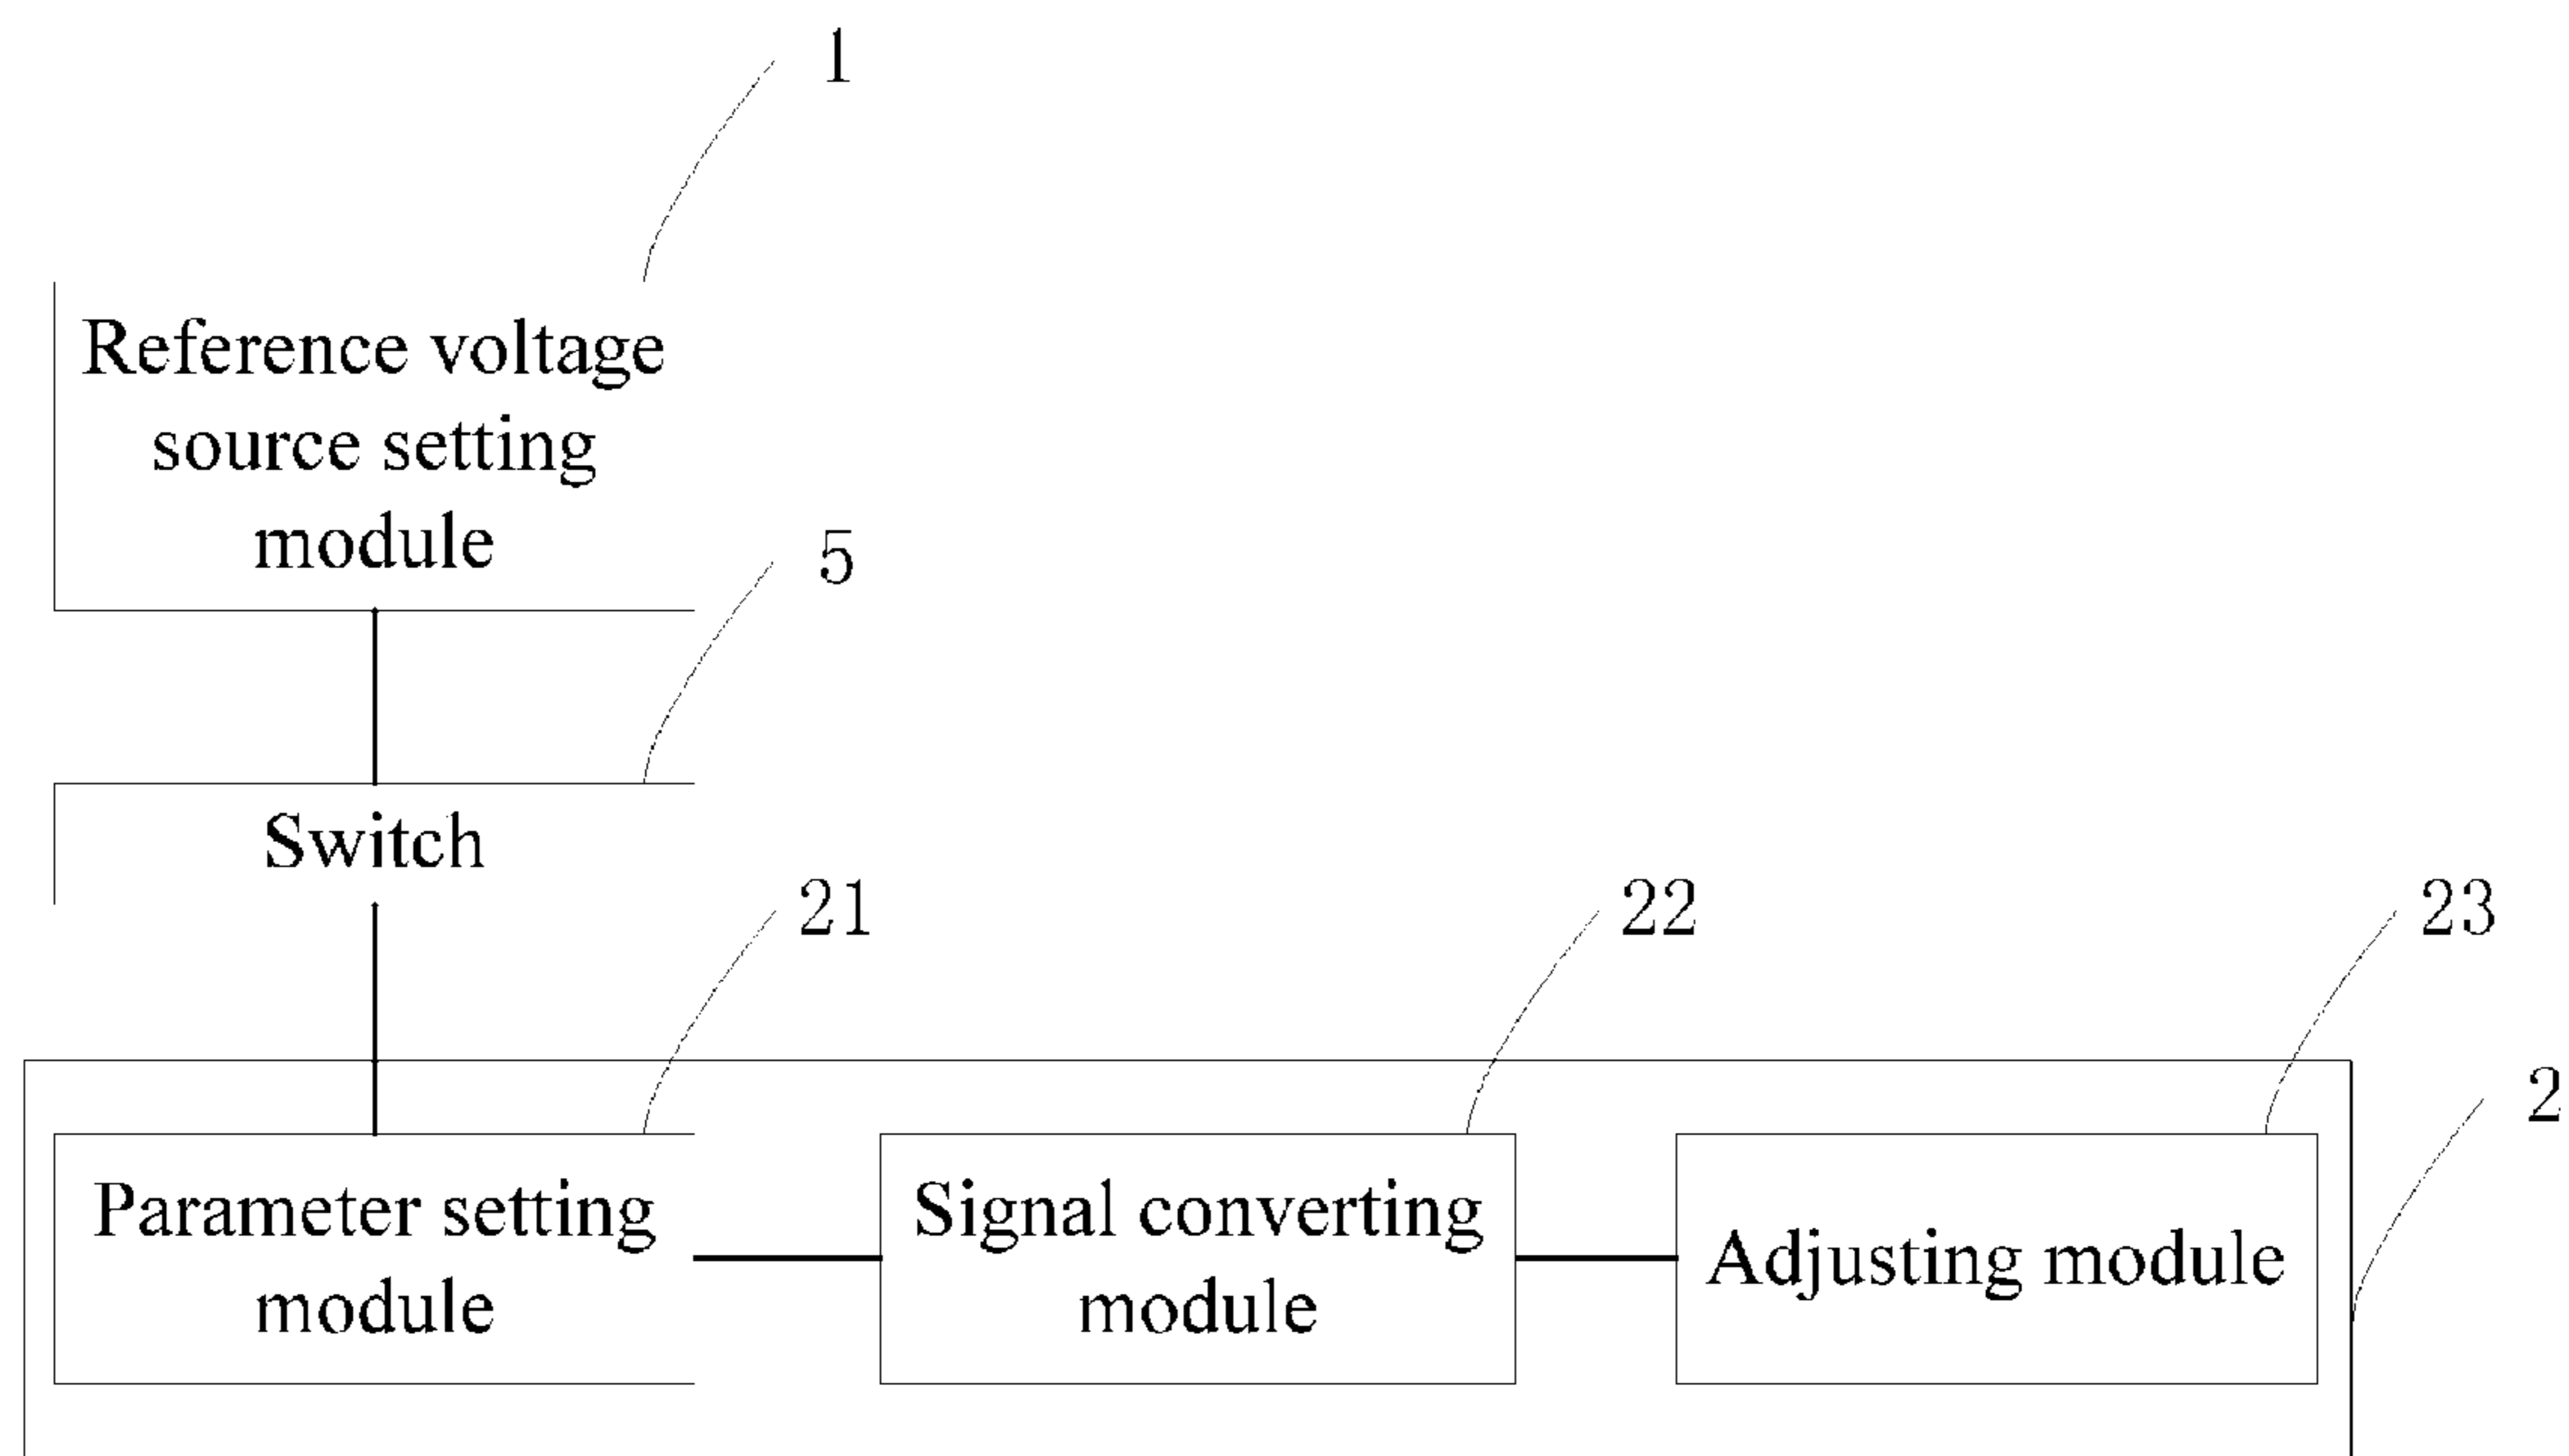 1
Reference voltage
source setting
module
5
Switch
21
22
23
2
Parameter setting
module
Signal converting
module
Adjusting module